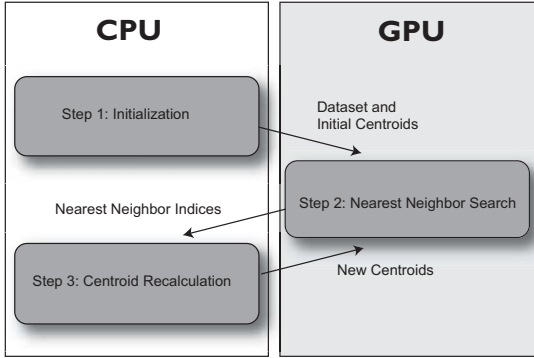 CPU
GPU
Step 1: Initialization
Dataset and
Initial Centroids
Step 2: Nearest Neighbor Search
Nearest Neighbor Indices
Step 3: Centroid Recalculation
New Centroids